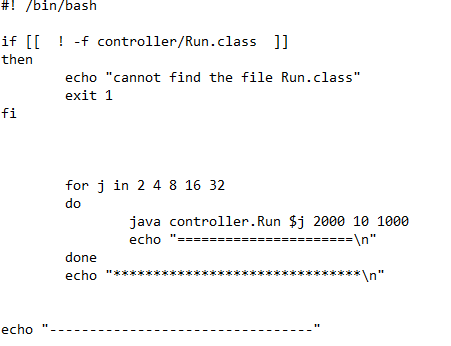 #! /bin/bash
if [[  ! -f controller/Run.class  ]]
then
        echo "cannot find the file Run.class"
        exit 1
fi
        for j in 2 4 8 16 32
        do
                java controller.Run $j 2000 10 1000
                echo "======================\n"
        done
        echo "*******************************\n"
echo "---------------------------------"